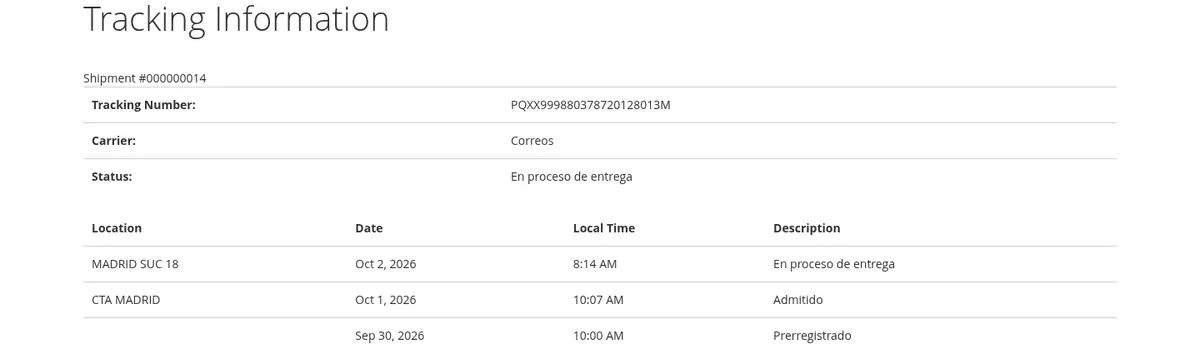 Tracking Information
Shipment #000000014
Tracking Number: PQXX999880378720128013M
Carrier: Correos
Status: En proceso de entrega
Location Date Local Time Description
MADRID SUC 18 Oct 2, 2026 8:14 AM En proceso de entrega
CTA MADRID Oct 1, 2026 10:07 AM Admitido
Sep 30, 2026 10:00 AM Prerregistrado